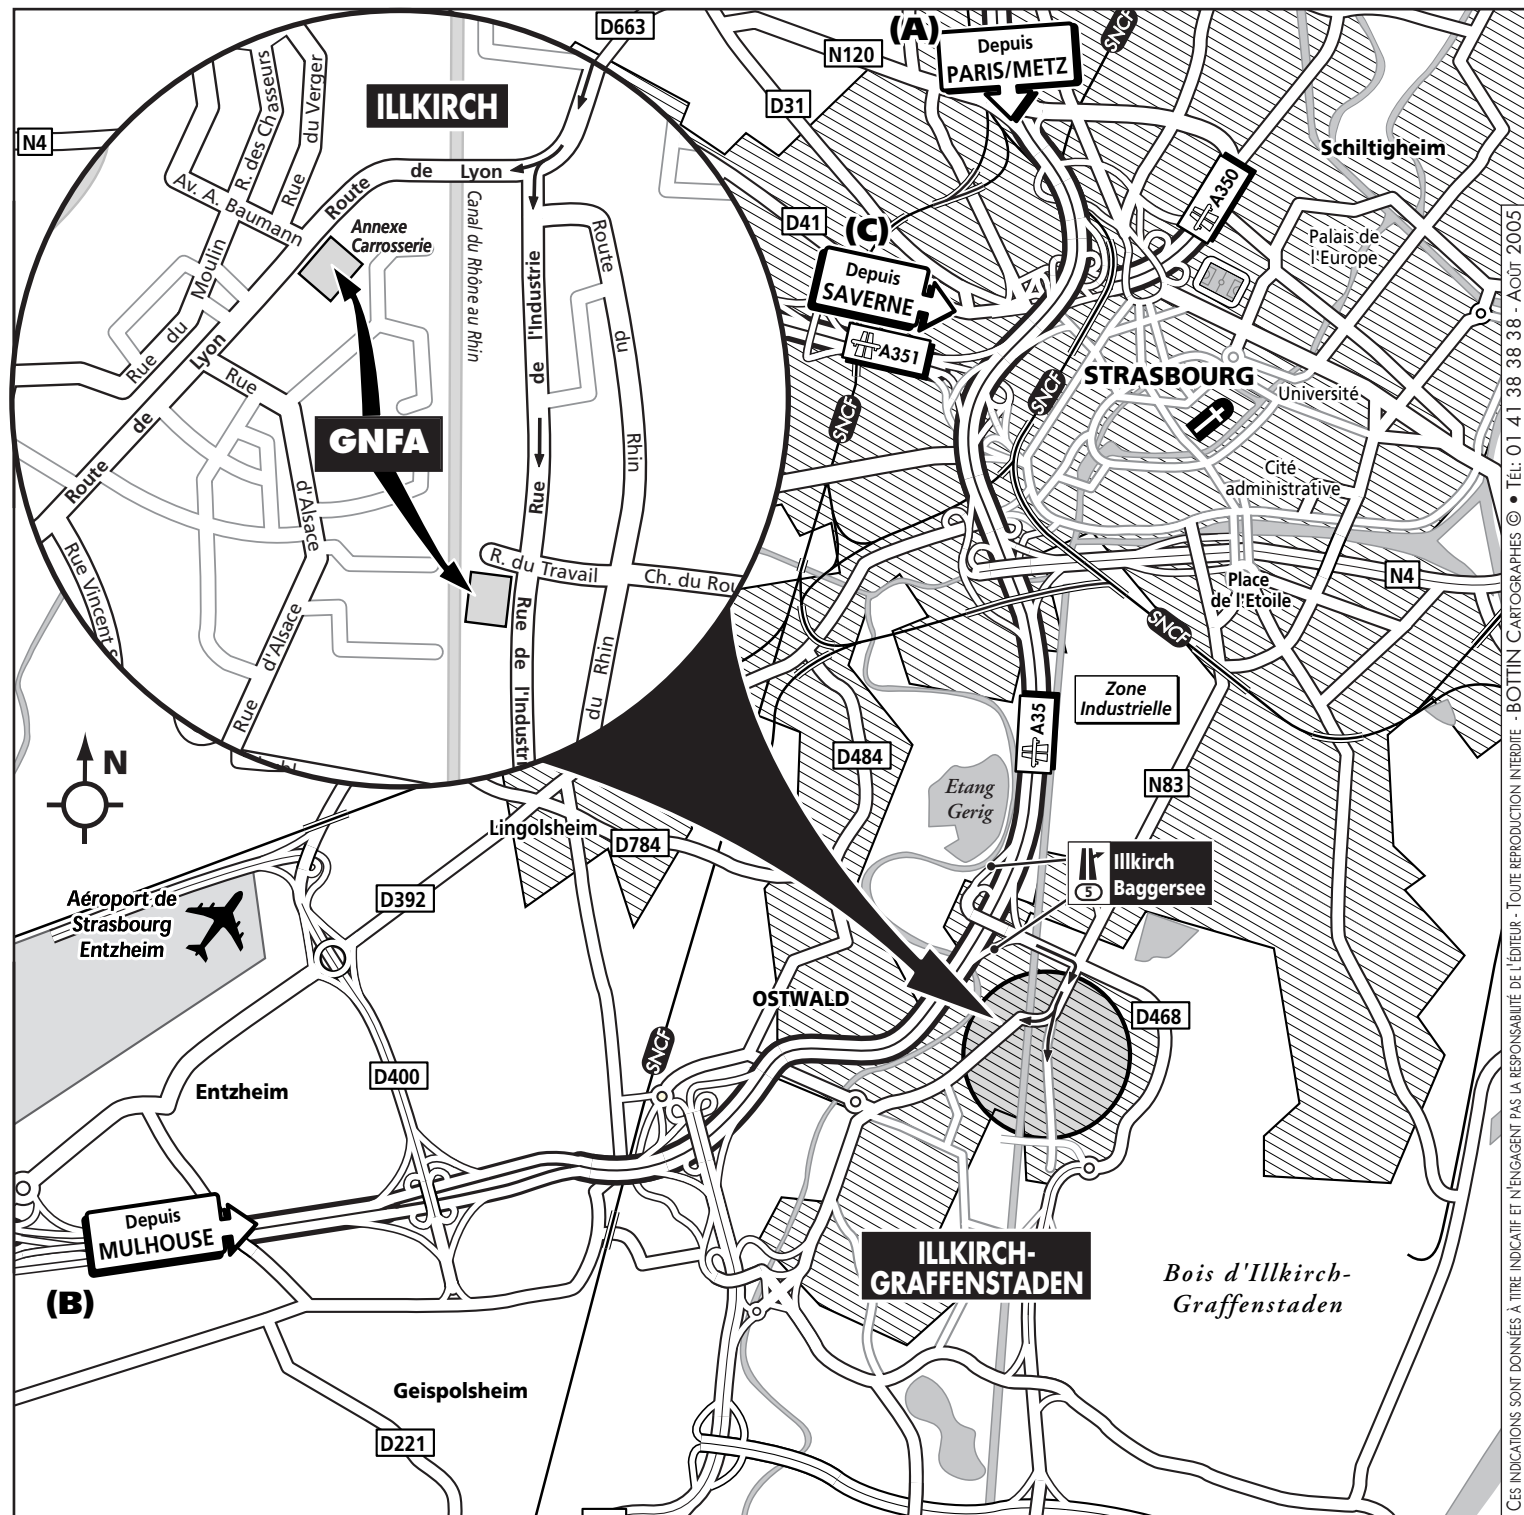 D663
(A)
Depuis
PARIS/METZ
SNCF
N120
D31
N4
ILLKIRCH
R. des Chasseurs
Rue du Verger
Av. A. Baumann
Route de Lyon
Annexe
Carrosserie
Canal du Rhône au Rhin
Rue du Moulin
Rue de l'Industrie
Route du Rhin
Route de Lyon
Rue d'Alsace
GNFA
Rue d'Alsace
Rue Vincent
R. du Travail
Ch. du Rou
Rue de l'Industri
du Rhin
D41
(C)
Depuis
SAVERNE
A351
A350
Schiltigheim
Palais de
l'Europe
STRASBOURG
Université
SNCF
SNCF
Cité
administrative
N4
Place
de l'Etoile
SNCF
Zone
Industrielle
A35
N
D484
N83
Etang
Gerig
Lingolsheim
D784
Illkirch
5
Baggersee
Aéroport de
Strasbourg
Entzheim
D392
OSTWALD
D468
SNCF
D400
Entzheim
Depuis
MULHOUSE
(B)
ILLKIRCH-
GRAFFENSTADEN
Bois d'Illkirch-
Graffenstaden
Geispolsheim
D221
CES INDICATIONS SONT DONNÉES À TITRE INDICATIF ET N'ENGAGENT PAS LA RESPONSABILITÉ DE L'ÉDITEUR - TOUTE REPRODUCTION INTERDITE - BOTTIN CARTOGRAPHES © • TÉL: 01 41 38 38 38 - AOÛT 2005